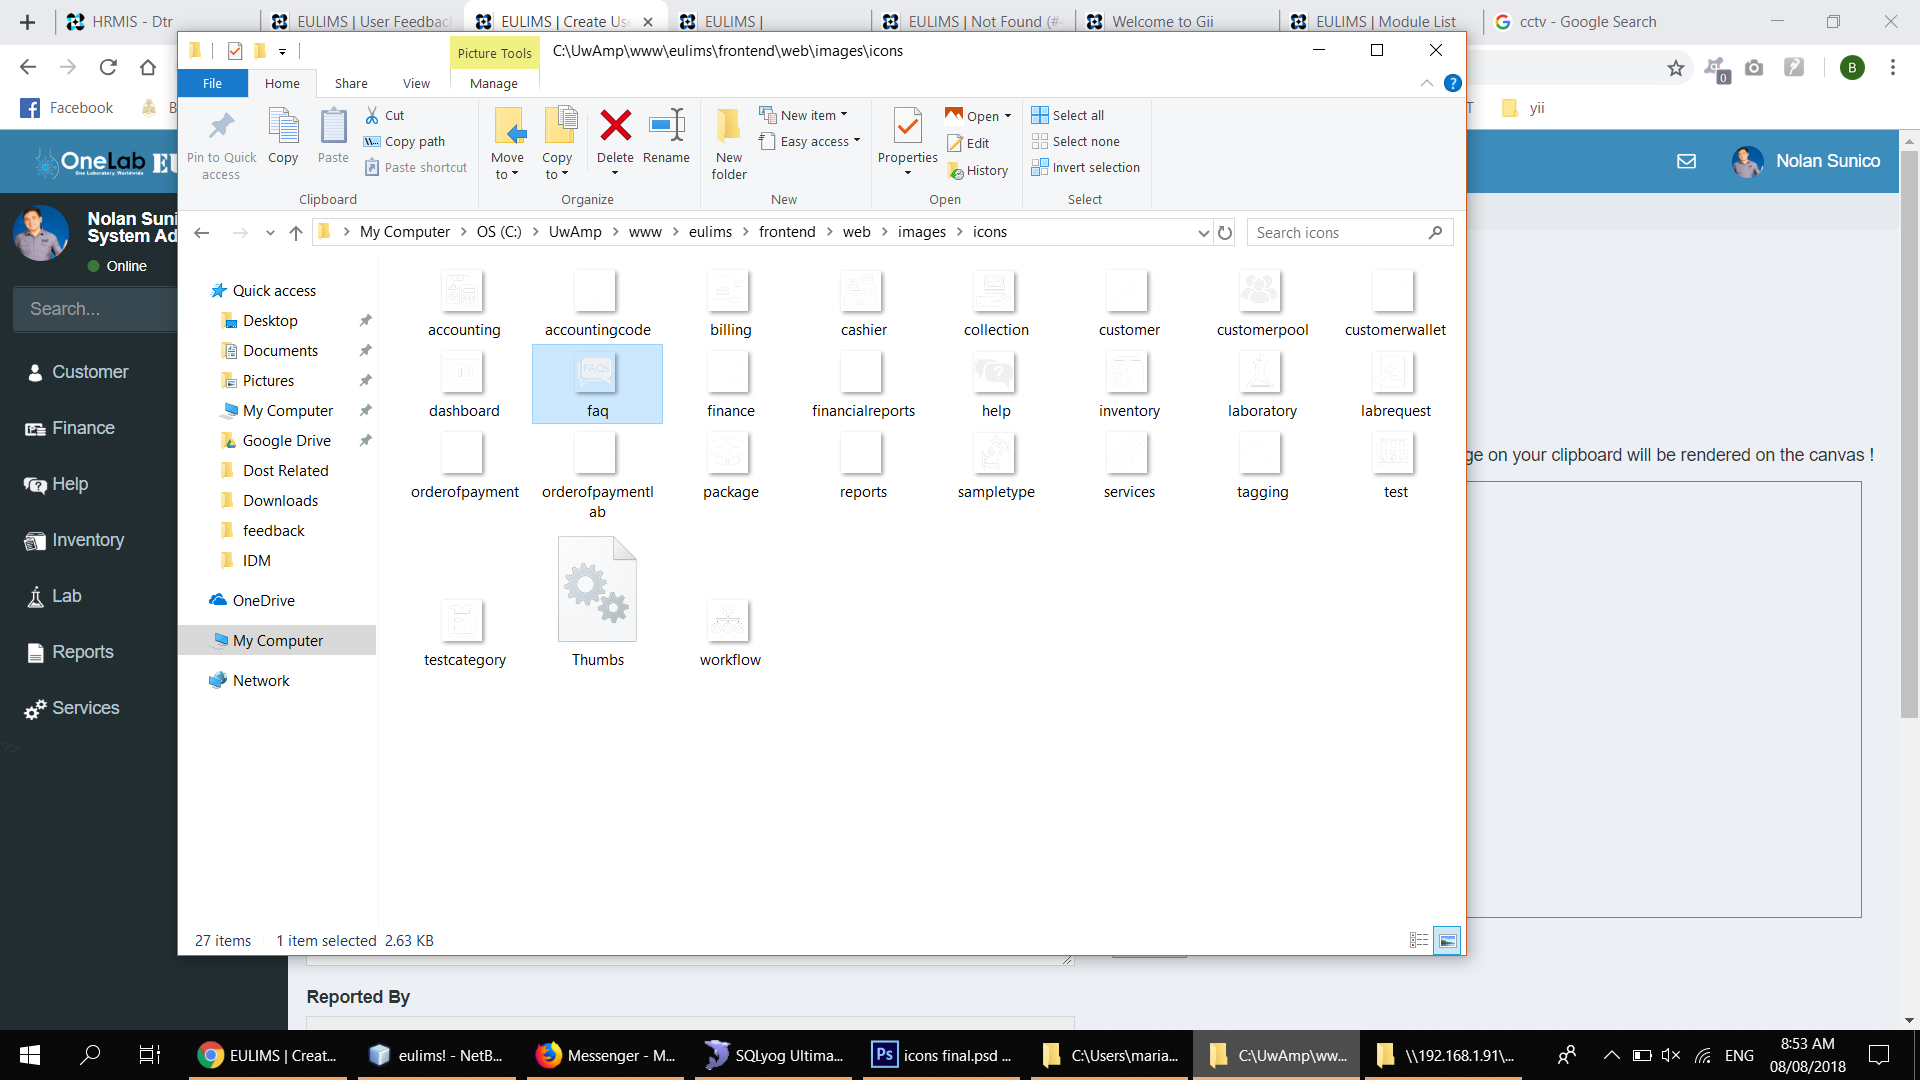 HRMIS - Dtr
EULIMS | User Feedbac
EULIMS | Create Use
EULIMS |
EULIMS | Not Found (#
Welcome to Gii
EULIMS | Module List
cctv - Google Search
Picture Tools
C:\UwAmp\www\eulims\frontend\web\images\icons
File
Home
Share
View
Manage
0
B
Facebook
B
T
yii
Pin to Quick access
Copy
Paste
Cut
Copy path
Paste shortcut
Move to
Copy to
Delete
Rename
New folder
New item
Easy access
Properties
Open
Edit
History
Select all
Select none
Invert selection
Clipboard
Organize
New
Open
Select
OneLab EU
One Laboratory, Worldwide
Nolan Sunico
My Computer
OS (C:)
UwAmp
www
eulims
frontend
web
images
icons
Search icons
Nolan Suni
System Ad
Online
Search...
Customer
Finance
Help
Inventory
Lab
Reports
Services
?>
Quick access
Desktop
Documents
Pictures
My Computer
Google Drive
Dost Related
Downloads
feedback
IDM
OneDrive
My Computer
Network
accounting
accountingcode
billing
cashier
collection
customer
customerpool
customerwallet
dashboard
FAQs
faq
finance
financialreports
help
inventory
laboratory
labrequest
orderofpayment
orderofpaymentl
ab
package
reports
sampletype
services
tagging
test
testcategory
Thumbs
workflow
ge on your clipboard will be rendered on the canvas !
27 items
1 item selected 2.63 KB
Reported By
EULIMS | Creat...
eulims! - NetB...
Messenger - M...
SQLyog Ultima...
Ps
icons final.psd ...
C:\Users\maria...
C:\UwAmp\ww...
\\192.168.1.91\...
ENG
8:53 AM
08/08/2018